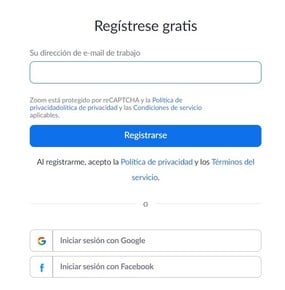 Regístrese gratis
Su dirección de e-mail de trabajo
Zoom está protegido por reCAPTCHA y la Política de
privacidadolítica de privacidad y las Condiciones de servicio
aplicables.
Registrarse
Al registrarme, acepto la Política de privacidad y los Términos del
servicio.
o
Iniciar sesión con Google
Iniciar sesión con Facebook